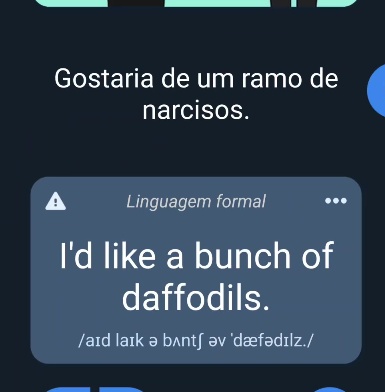 Gostaria de um ramo de
narcisos.
Linguagem formal
I'd like a bunch of
daffodils.
/aɪd laɪk ə bʌntʃ əv ˈdæfədɪlz./